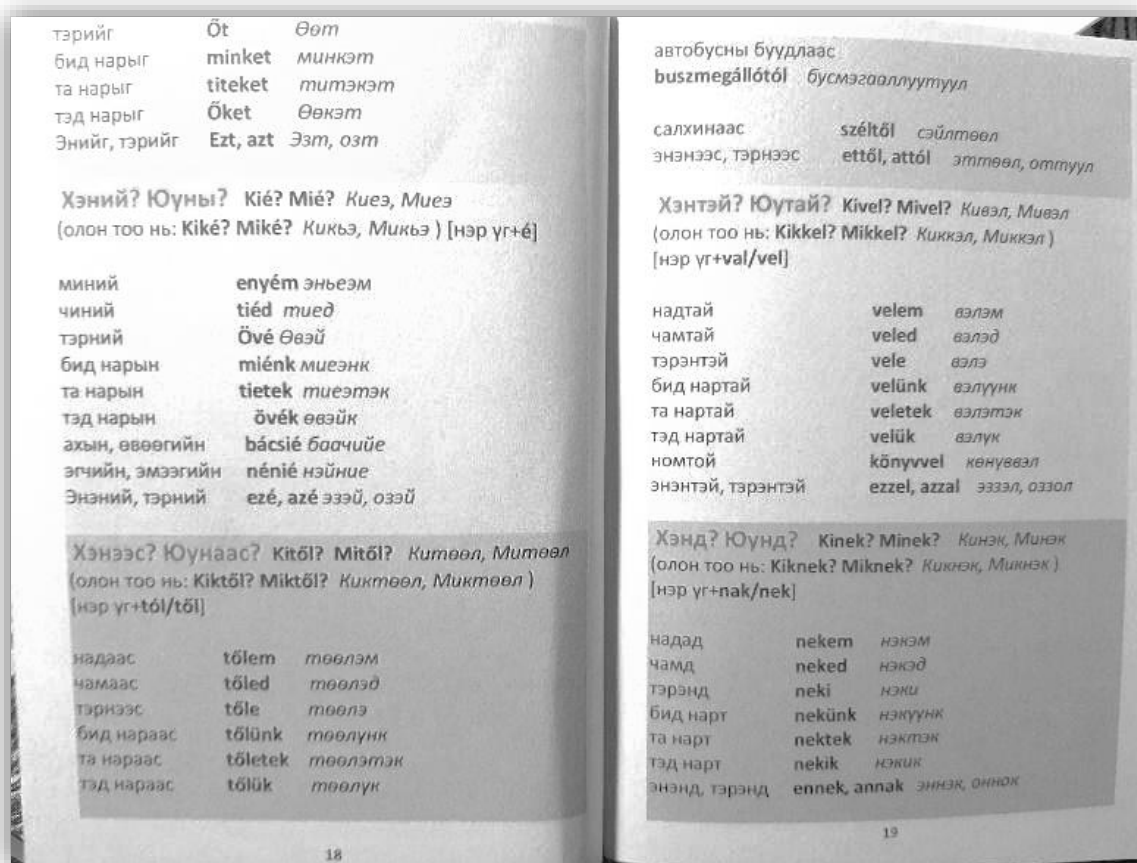 тэрийг Őt Өөт
бид нарыг minket минкэт
та нарыг titeket титэкэт
тэд нарыг Őket Өөкэт
Энийг, тэрийг Ezt, azt Эзт, озт
Хэний? Юуны? Kié? Mié? Киеэ, Миеэ
(олон тоо нь: Kiké? Miké? Кикьэ, Микьэ ) [нэр үг+é]
миний enyém эньеэм
чиний tiéd тиед
тэрний Övé Өвэй
бид нарын miénk миеэнк
та нарын tietek тиеэтэк
тэд нарын övék өвэйк
ахын, өвөөгийн bácsié баачийе
эгчийн, эмээгийн nénié нэйние
Энэний, тэрний ezé, azé эзэй, озэй
Хэнээс? Юунаас? Kitől? Mitől? Китөөл, Митөөл
(олон тоо нь: Kiktől? Miktől? Киктөөл, Миктөөл )
[нэр үг+tól/től]
надаас tőlem төөлэм
чамаас tőled төөлэд
тэрнээс tőle төөлэ
бид нараас tőlünk төөлүнк
та нараас tőletek төөлэтэк
тэд нараас tőlük төөлүк
18
автобусны буудлаас
buszmegállótól бусмэгааллуутуул
салхинаас széltől сэйлтөөл
энэнээс, тэрнээс ettől, attól эттөөл, оттуул
Хэнтэй? Юутай? Kivel? Mivel? Кивэл, Мивэл
(олон тоо нь: Kikkel? Mikkel? Киккэл, Миккэл )
[нэр үг+val/vel]
надтай velem вэлэм
чамтай veled вэлэд
тэрэнтэй vele вэлэ
бид нартай velünk вэлүүнк
та нартай veletek вэлэтэк
тэд нартай velük вэлүк
номтой könyvvel көнүввэл
энэнтэй, тэрэнтэй ezzel, azzal эззэл, оззол
Хэнд? Юунд? Kinek? Minek? Кинэк, Минэк
(олон тоо нь: Kiknek? Miknek? Кикнэк, Микнэк )
[нэр үг+nak/nek]
надад nekem нэкэм
чамд neked нэкэд
тэрэнд neki нэки
бид нарт nekünk нэкүүнк
та нарт nektek нэктэк
тэд нарт nekik нэкик
энэнд, тэрэнд ennek, annak эннэк, оннок
19